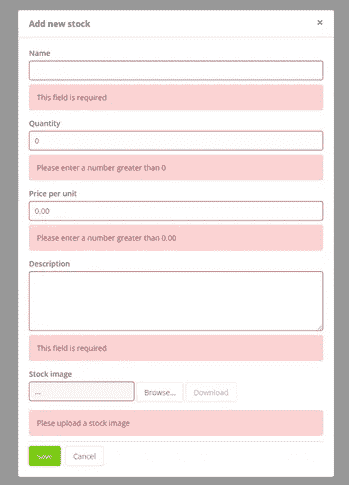 Add new stock ×
Name
This field is required
Quantity
0
Please enter a number greater than 0
Price per unit
0.00
Please enter a number greater than 0.00
Description
This field is required
Stock image
... Browse... Download
Plese upload a stock image
Save Cancel